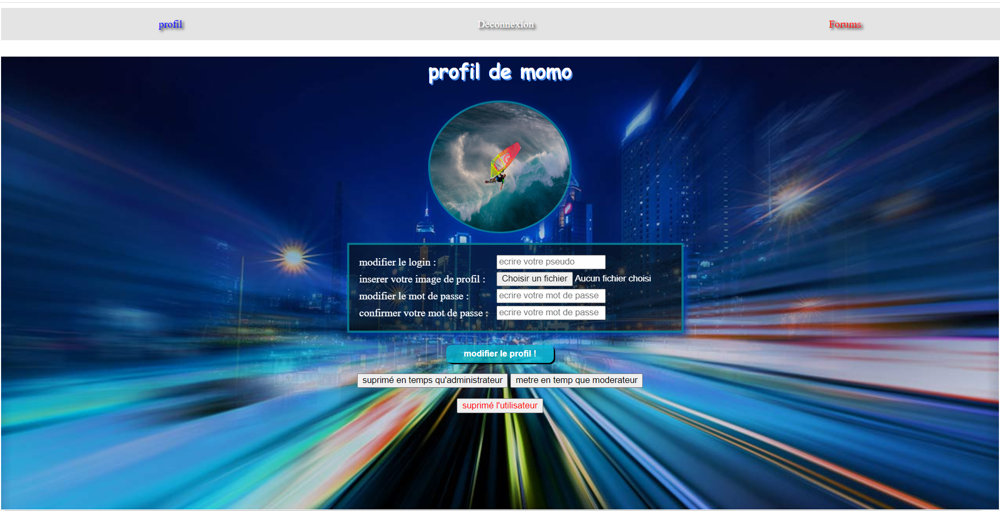 profil Deconnexion Forums
profil de momo
modifier le login : ecrire votre pseudo
inserer votre image de profil : Choisir un fichier Aucun fichier choisi
modifier le mot de passe : ecrire votre mot de passe
confirmer votre mot de passe : ecrire votre mot de passe
modifier le profil !
suprimé en temps qu'administrateur metre en temp que moderateur
suprimé l'utilisateur